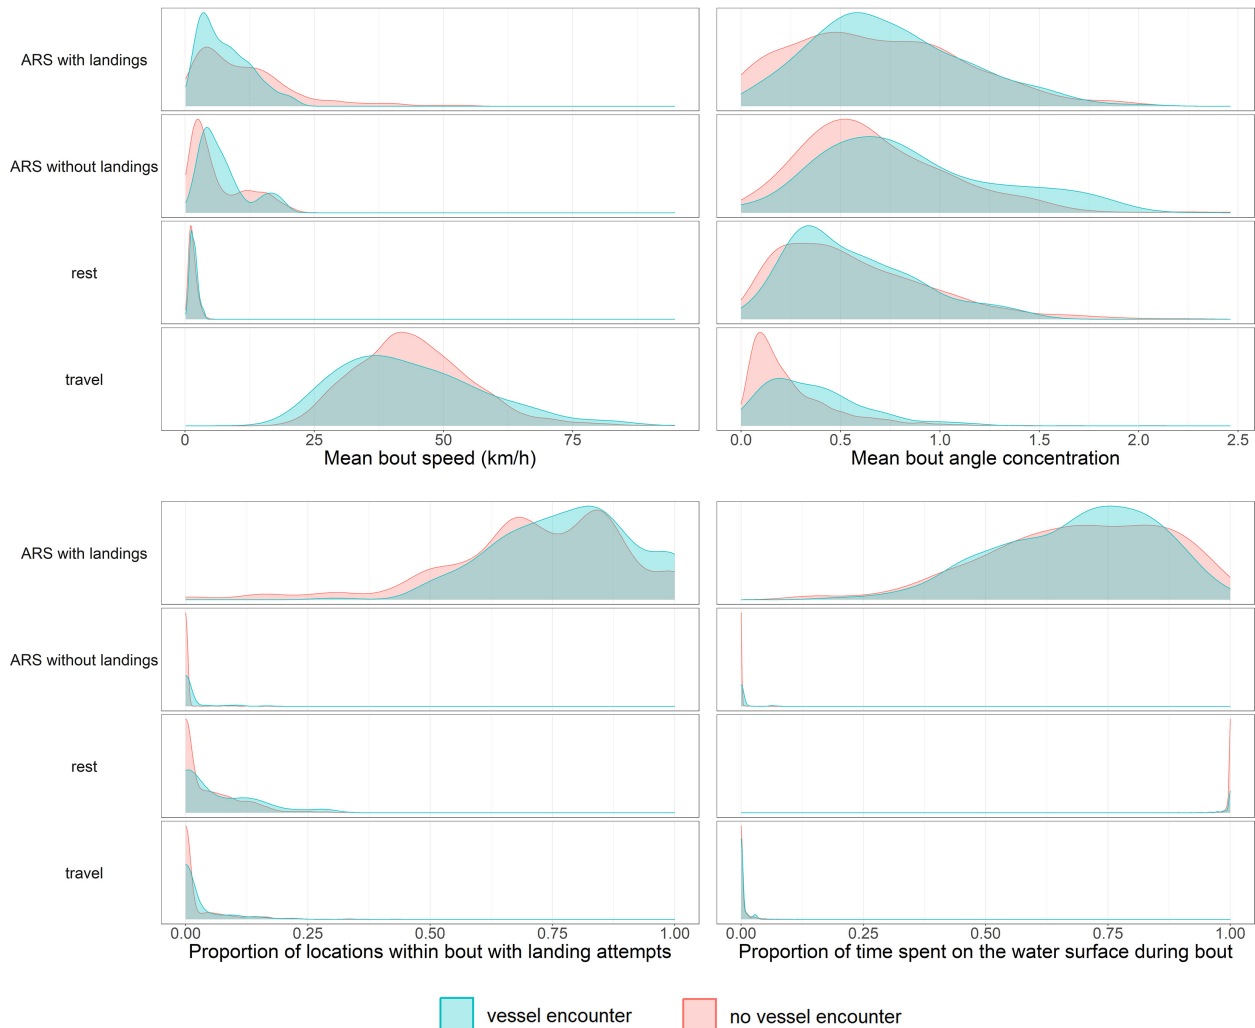 ARS with landings
ARS without landings
rest
travel
0 25 50 75
0.0 0.5 1.0 1.5 2.0 2.5
Mean bout speed (km/h)
Mean bout angle concentration
ARS with landings
ARS without landings
rest
travel
0.00 0.25 0.50 0.75 1.00
0.00 0.25 0.50 0.75 1.00
Proportion of locations within bout with landing attempts
Proportion of time spent on the water surface during bout
vessel encounter
no vessel encounter